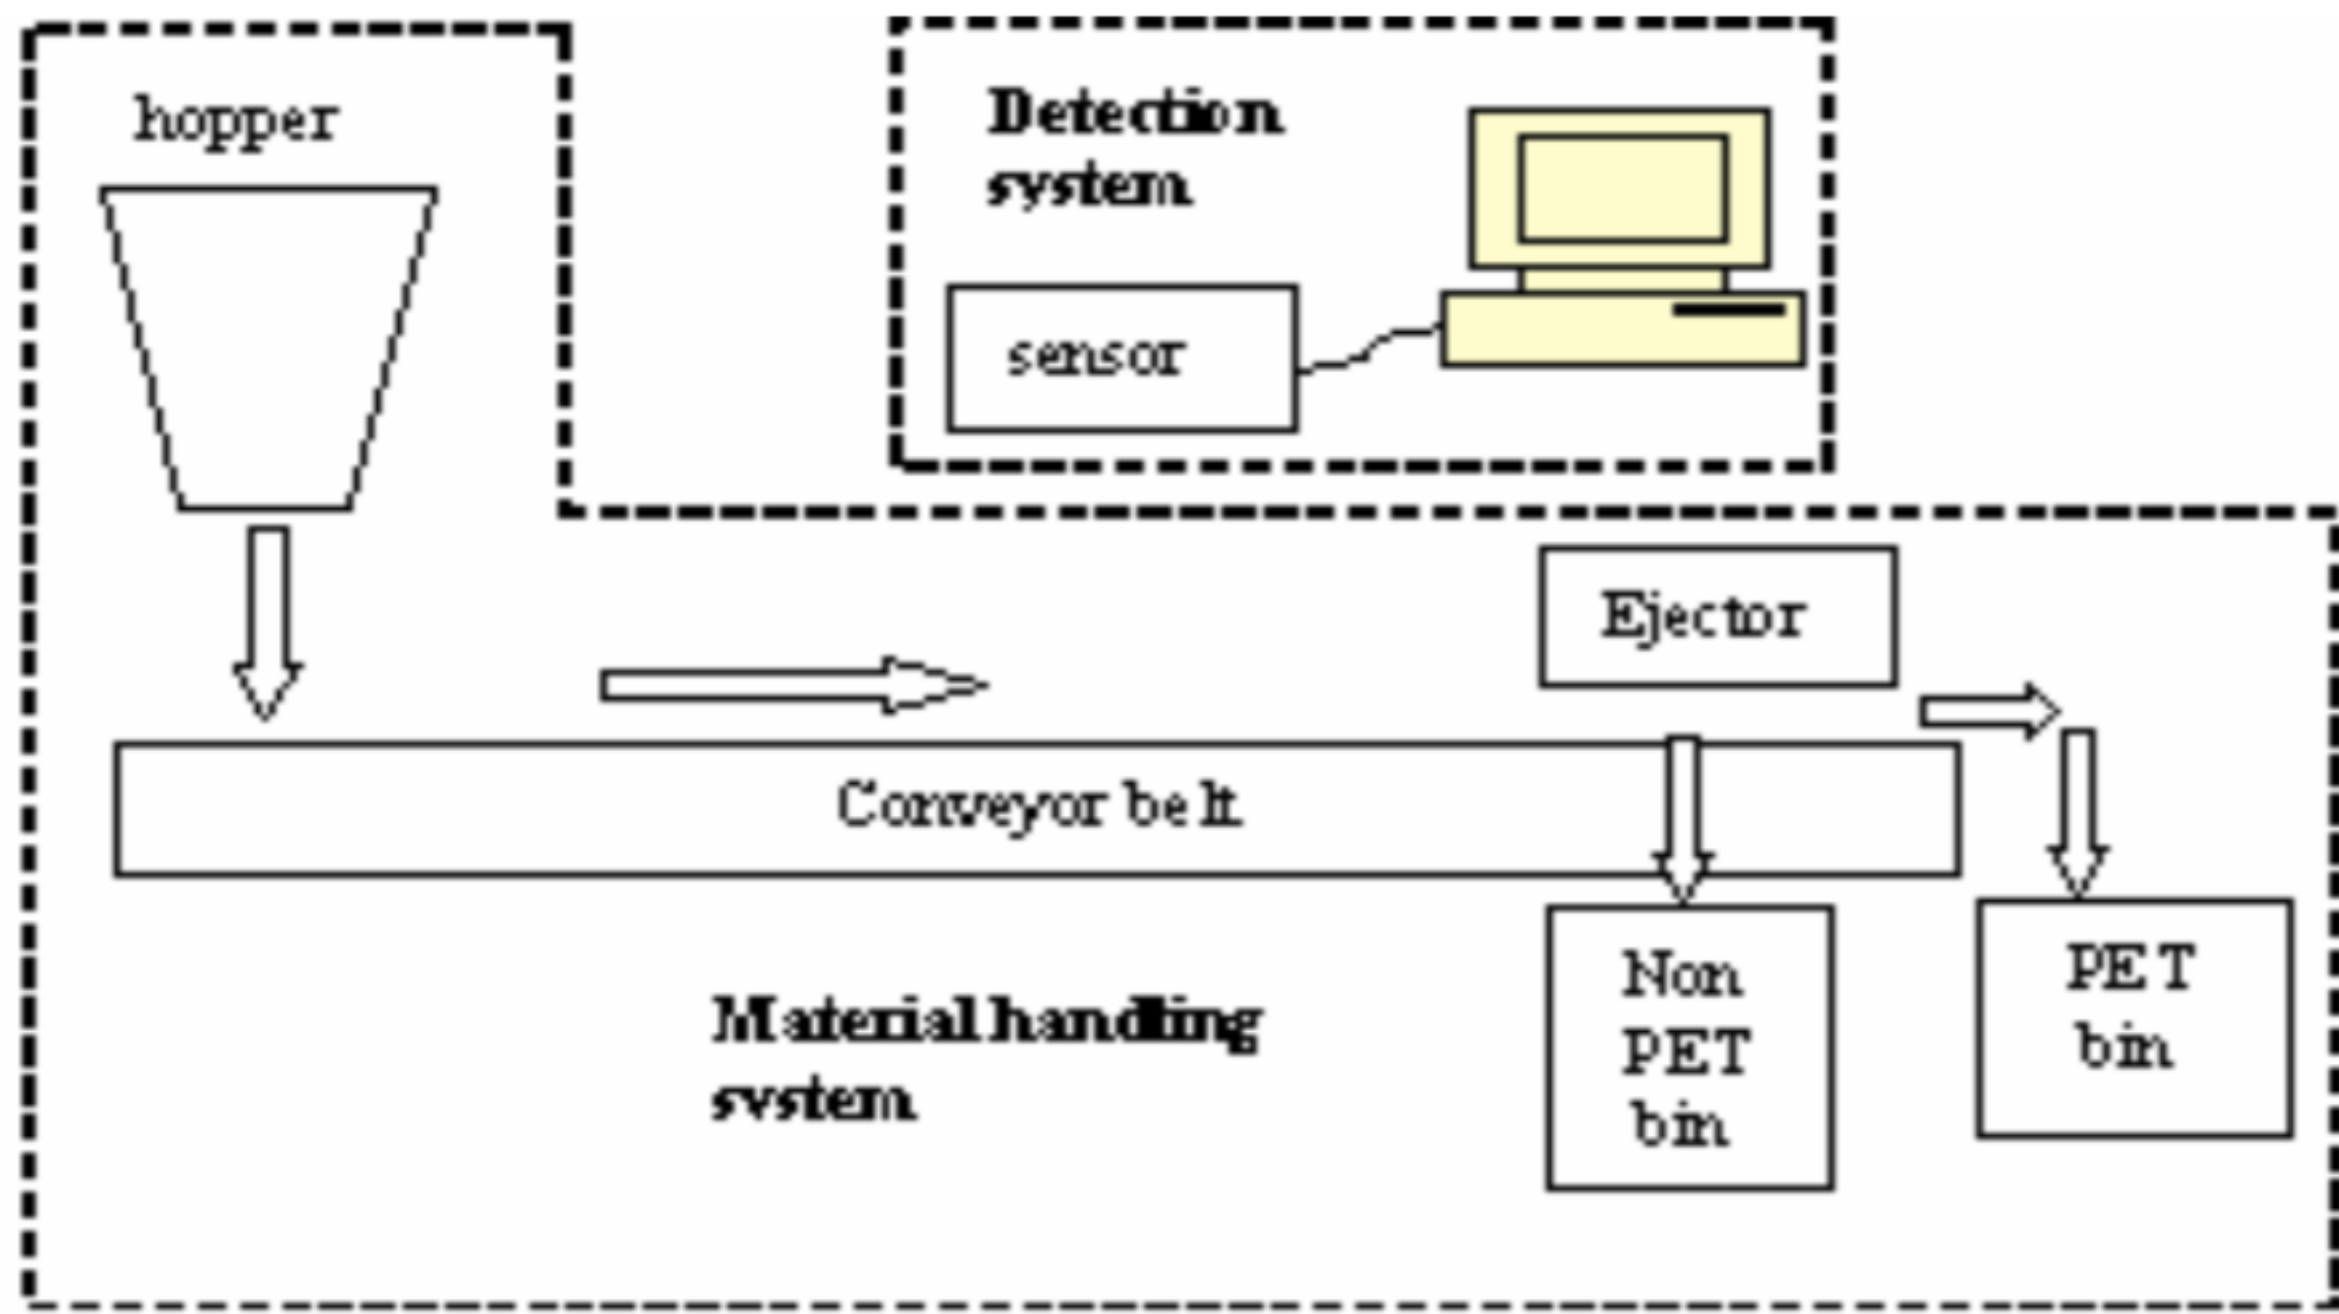 hopper
Detection
system
sensor
Ejector
Conveyor belt
Non
PET
bin
PET
bin
Material handling
system